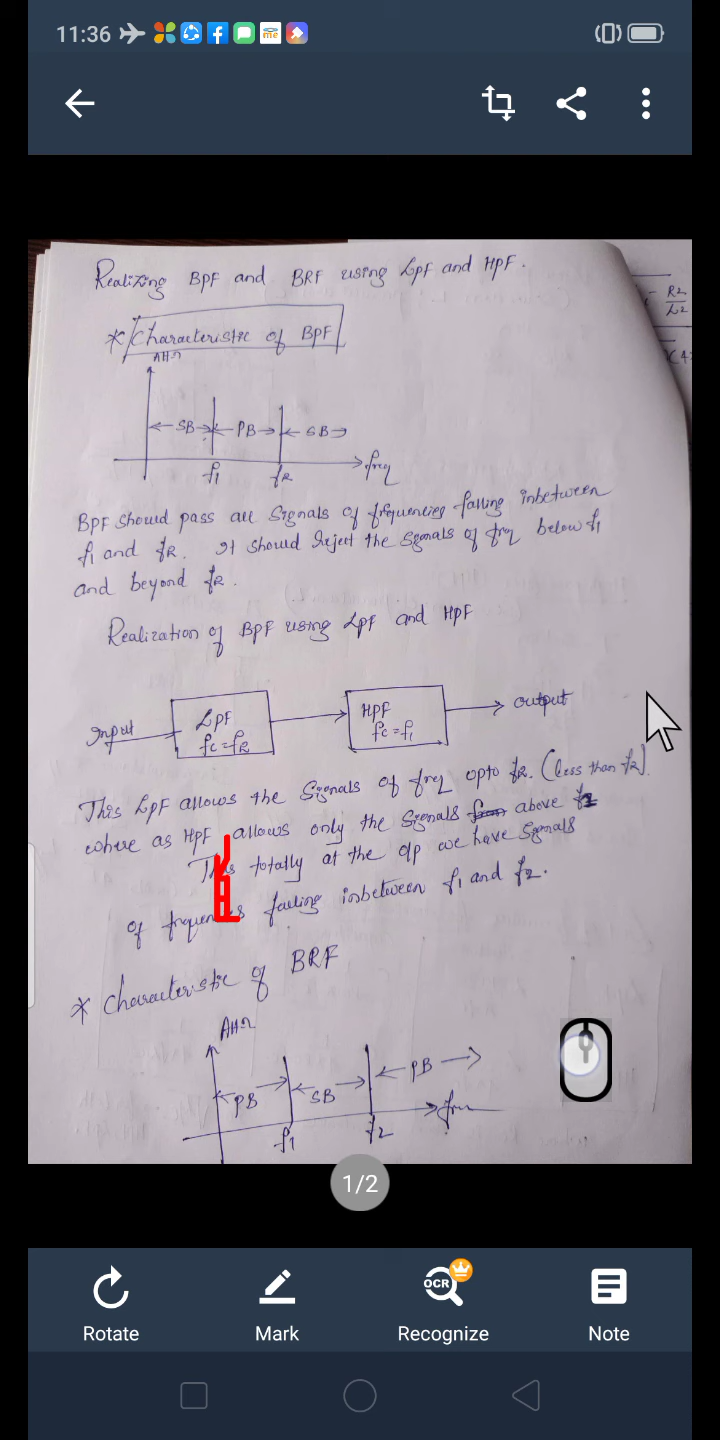 11:36
Realizing BPF and BRF using LPF and HPF.
* Characteristic of BPF
AHΩ
SB PB SB
f1 f2 freq
R2
L2
BPF should pass all signals of frequencies falling inbetween
f1 and f2. It should reject the signals of freq below f1
and beyond f2.
Realization of BPF using LPF and HPF
Input LPF HPF output
fc = f2 fc = f1
This LPF allows the signals of freq upto f2. (less than f2).
where as HPF allows only the signals above
totally at the o/p we have signals
of falling inbetween f1 and f2.
* Characteristic of BRF
AHΩ
PB SB PB
f1 f2
1/2
OCR
Rotate Mark Recognize Note